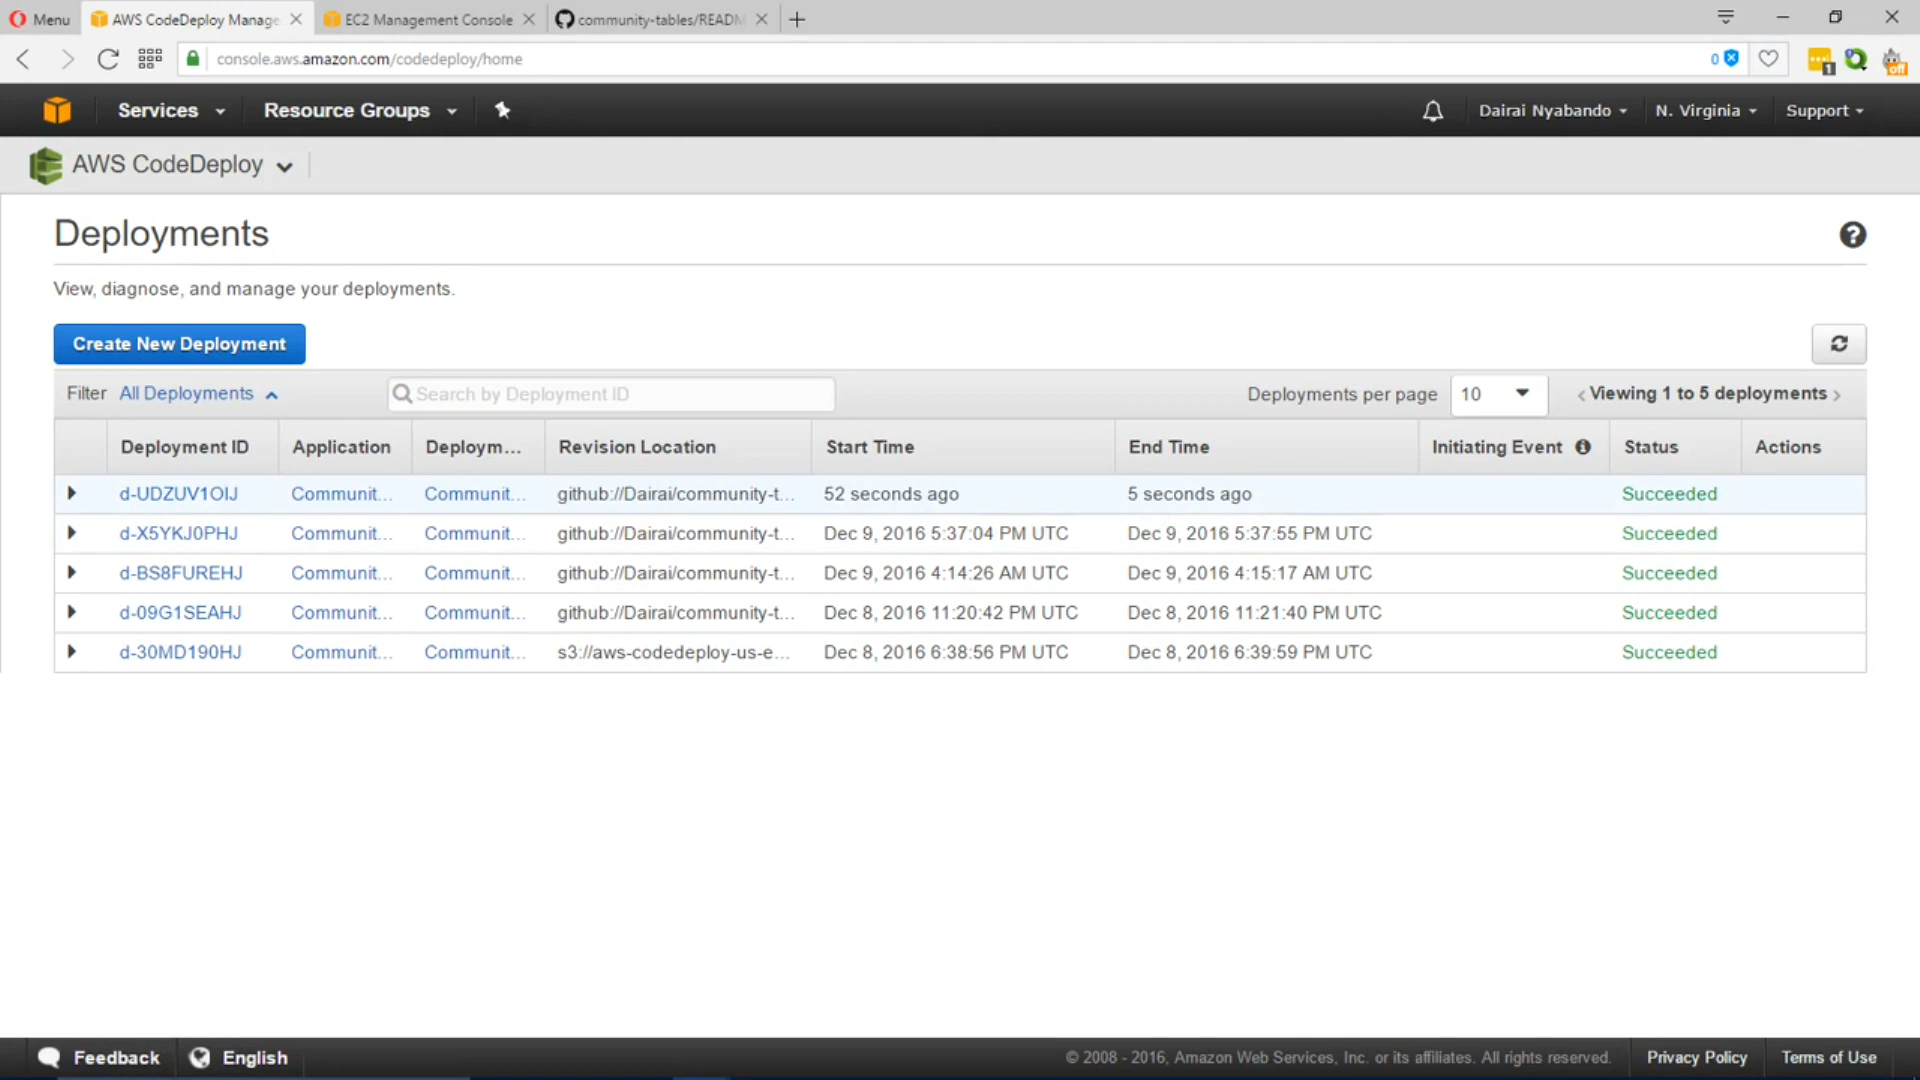 Menu AWS CodeDeploy Manage EC2 Management Console community-tables/READM
console.aws.amazon.com/codedeploy/home 0 1 off
Services Resource Groups Dairai Nyabando N. Virginia Support
AWS CodeDeploy
Deployments
View, diagnose, and manage your deployments.
Create New Deployment
Filter All Deployments Search by Deployment ID Deployments per page 10 Viewing 1 to 5 deployments
Deployment ID Application Deploym... Revision Location Start Time End Time Initiating Event Status Actions
d-UDZUV1OIJ Communit... Communit... github://Dairai/community-t... 52 seconds ago 5 seconds ago Succeeded
d-X5YKJ0PHJ Communit... Communit... github://Dairai/community-t... Dec 9, 2016 5:37:04 PM UTC Dec 9, 2016 5:37:55 PM UTC Succeeded
d-BS8FUREHJ Communit... Communit... github://Dairai/community-t... Dec 9, 2016 4:14:26 AM UTC Dec 9, 2016 4:15:17 AM UTC Succeeded
d-09G1SEAHJ Communit... Communit... github://Dairai/community-t... Dec 8, 2016 11:20:42 PM UTC Dec 8, 2016 11:21:40 PM UTC Succeeded
d-30MD190HJ Communit... Communit... s3://aws-codedeploy-us-e... Dec 8, 2016 6:38:56 PM UTC Dec 8, 2016 6:39:59 PM UTC Succeeded
Feedback English © 2008 - 2016, Amazon Web Services, Inc. or its affiliates. All rights reserved. Privacy Policy Terms of Use